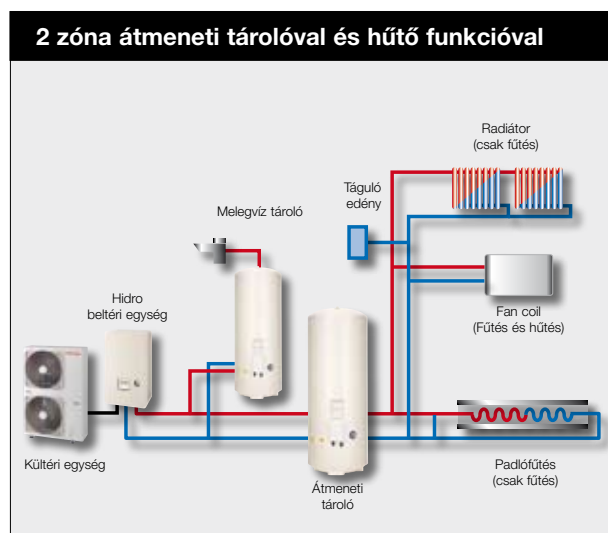 2 zóna átmeneti tárolóval és hűtő funkcióval
Radiátor
(csak fűtés)
Táguló
edény
Melegvíz tároló
Hidro
beltéri egység
Fan coil
(Fűtés és hűtés)
Kültéri egység
Padlófűtés
(csak fűtés)
Átmeneti
tároló